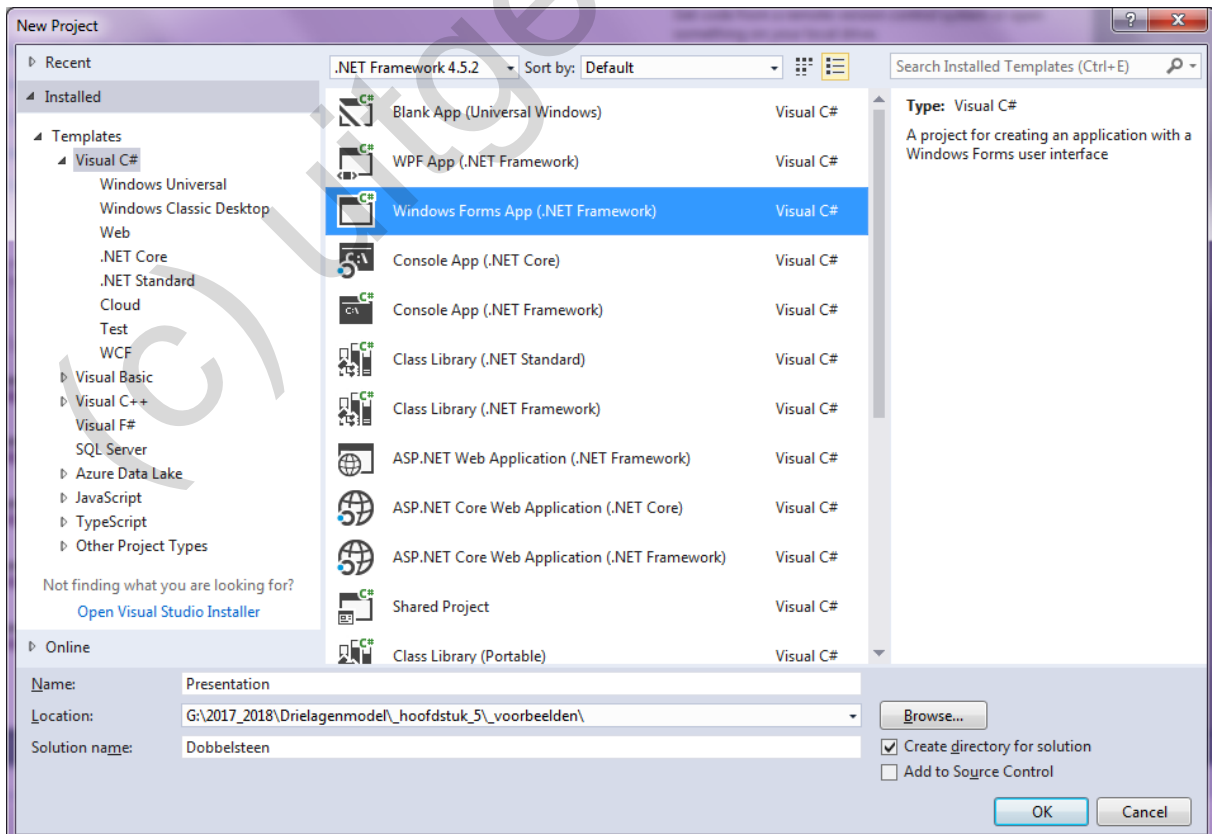 New Project
Recent
.NET Framework 4.5.2 Sort by: Default
Search Installed Templates (Ctrl+E)
Installed
Templates
Visual C#
Windows Universal
Windows Classic Desktop
Web
.NET Core
.NET Standard
Cloud
Test
WCF
Visual Basic
Visual C++
Visual F#
SQL Server
Azure Data Lake
JavaScript
TypeScript
Other Project Types
Not finding what you are looking for?
Open Visual Studio Installer
Online
Blank App (Universal Windows) Visual C#
WPF App (.NET Framework) Visual C#
Windows Forms App (.NET Framework) Visual C#
Console App (.NET Core) Visual C#
Console App (.NET Framework) Visual C#
Class Library (.NET Standard) Visual C#
Class Library (.NET Framework) Visual C#
ASP.NET Web Application (.NET Framework) Visual C#
ASP.NET Core Web Application (.NET Core) Visual C#
ASP.NET Core Web Application (.NET Framework) Visual C#
Shared Project Visual C#
Class Library (Portable) Visual C#
Type: Visual C#
A project for creating an application with a
Windows Forms user interface
Name: Presentation
Location: G:\2017_2018\Drielagenmodel\_hoofdstuk_5\_voorbeelden\
Browse...
Solution name: Dobbelsteen
Create directory for solution
Add to Source Control
OK Cancel
(c) uitge